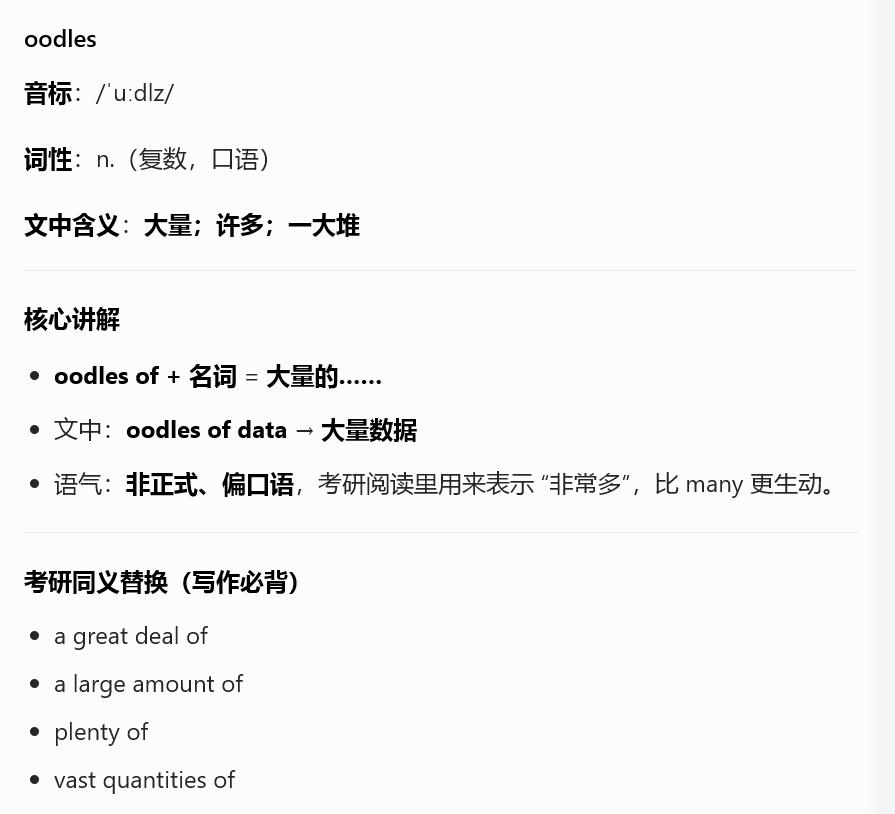 oodles
音标：/ˈuːdlz/
词性：n.（复数，口语）
文中含义：大量；许多；一大堆
核心讲解
• oodles of + 名词 = 大量的……
• 文中：oodles of data → 大量数据
• 语气：非正式、偏口语，考研阅读里用来表示 “非常多”，比 many 更生动。
考研同义替换（写作必背）
• a great deal of
• a large amount of
• plenty of
• vast quantities of